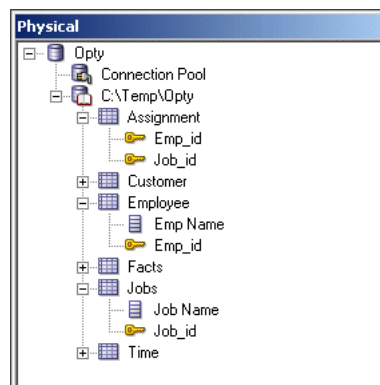 Physical
Opty
Connection Pool
C:\Temp\Opty
Assignment
Emp_id
Job_id
Customer
Employee
Emp Name
Emp_id
Facts
Jobs
Job Name
Job_id
Time